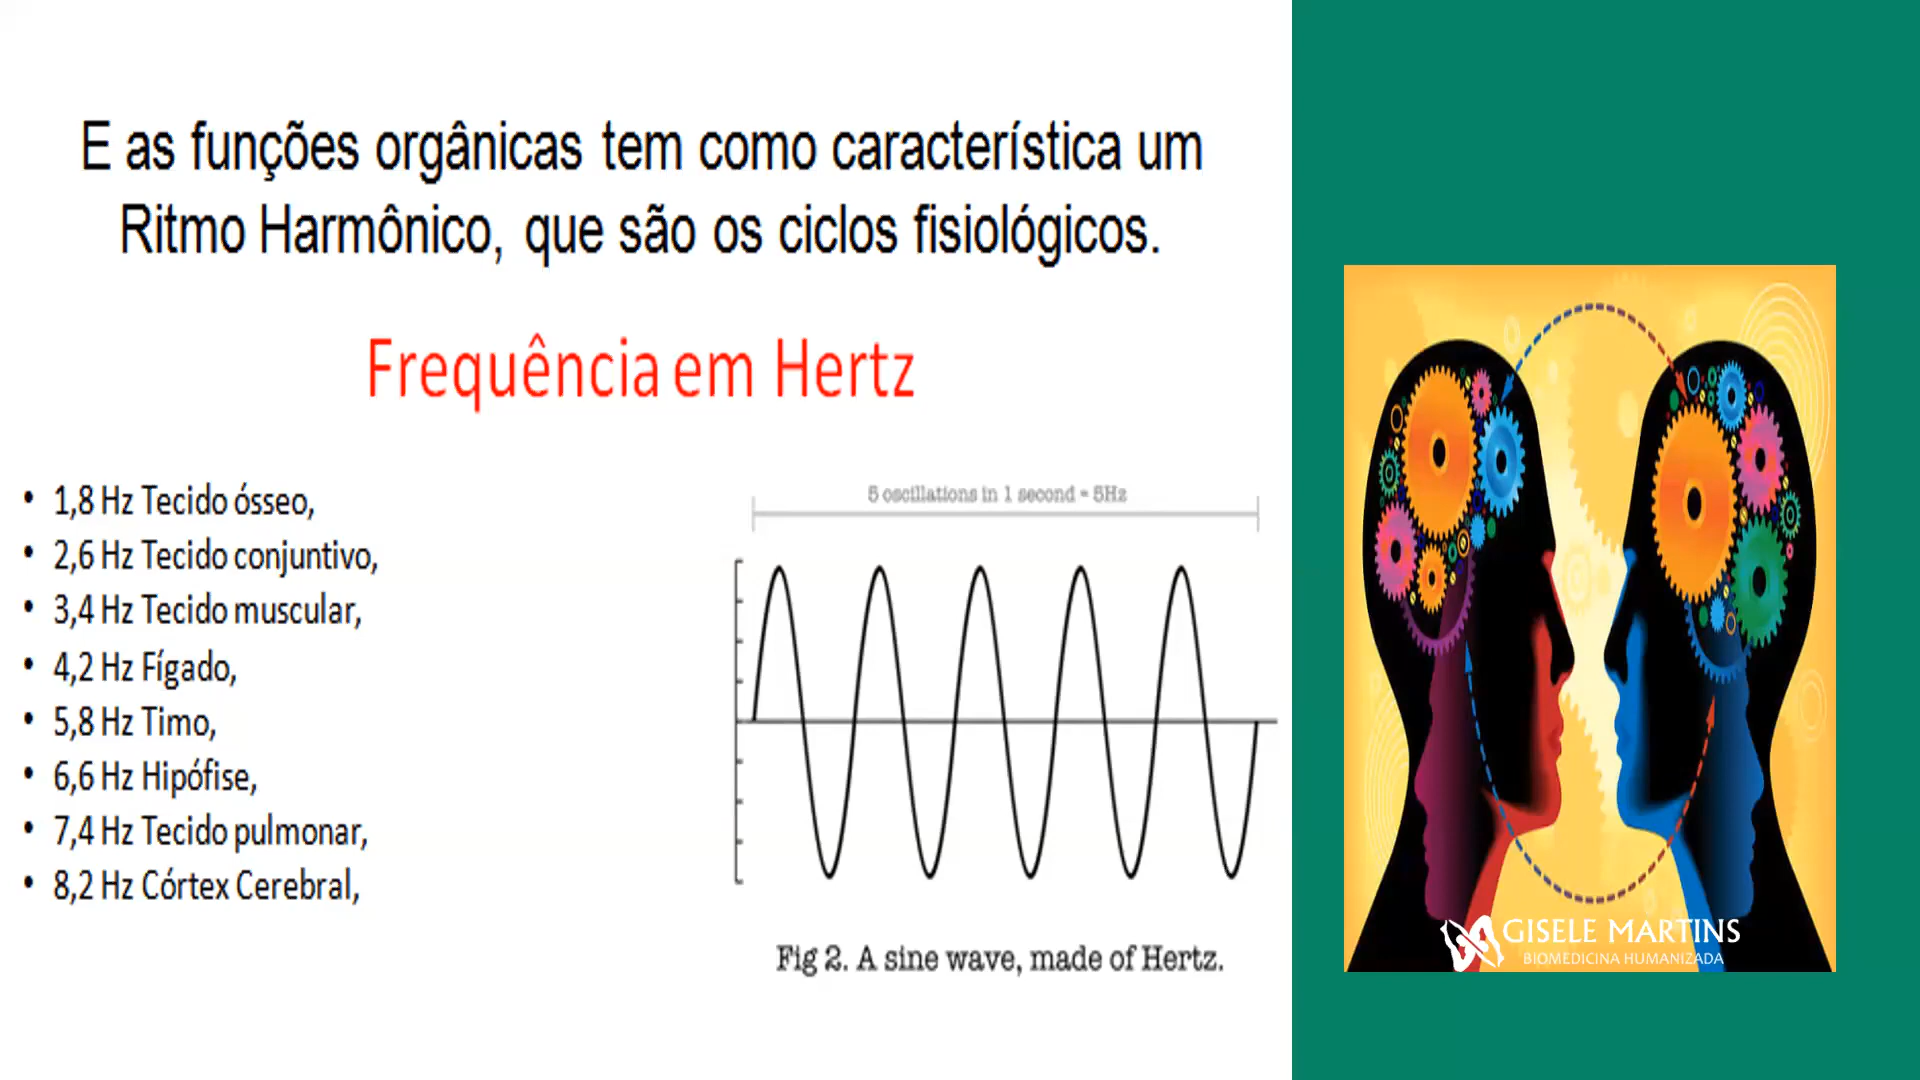 E as funções orgânicas tem como característica um
Ritmo Harmônico, que são os ciclos fisiológicos.
Frequência em Hertz
• 1,8 Hz Tecido ósseo,
• 2,6 Hz Tecido conjuntivo,
• 3,4 Hz Tecido muscular,
• 4,2 Hz Fígado,
• 5,8 Hz Timo,
• 6,6 Hz Hipófise,
• 7,4 Hz Tecido pulmonar,
• 8,2 Hz Córtex Cerebral,
5 oscillations in 1 second = 5Hz
Fig 2. A sine wave, made of Hertz.
GISELE MARTINS
BIOMEDICINA HUMANIZADA